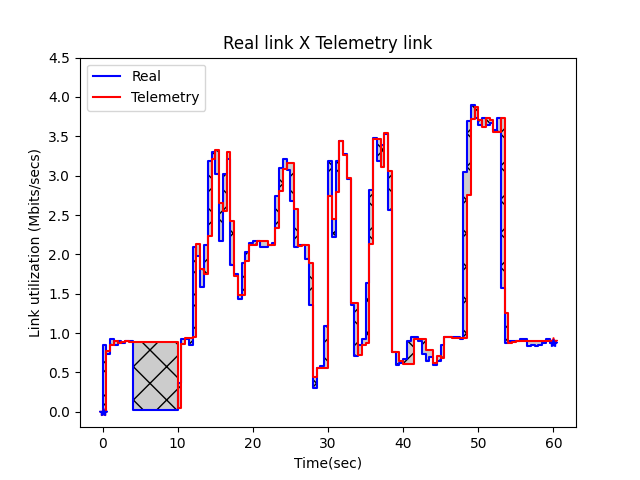 Real link X Telemetry link
Real
Telemetry
Link utilization (Mbits/secs)
4.5
4.0
3.5
3.0
2.5
2.0
1.5
1.0
0.5
0.0
0 10 20 30 40 50 60
Time(sec)